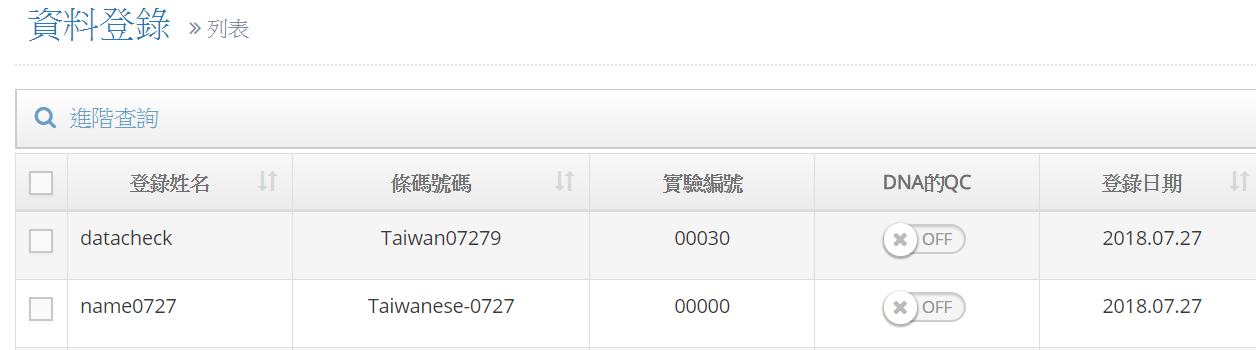 資料登錄 » 列表
進階查詢
登錄姓名 條碼號碼 實驗編號 DNA的QC 登錄日期
datacheck Taiwan07279 00030 OFF 2018.07.27
name0727 Taiwanese-0727 00000 OFF 2018.07.27